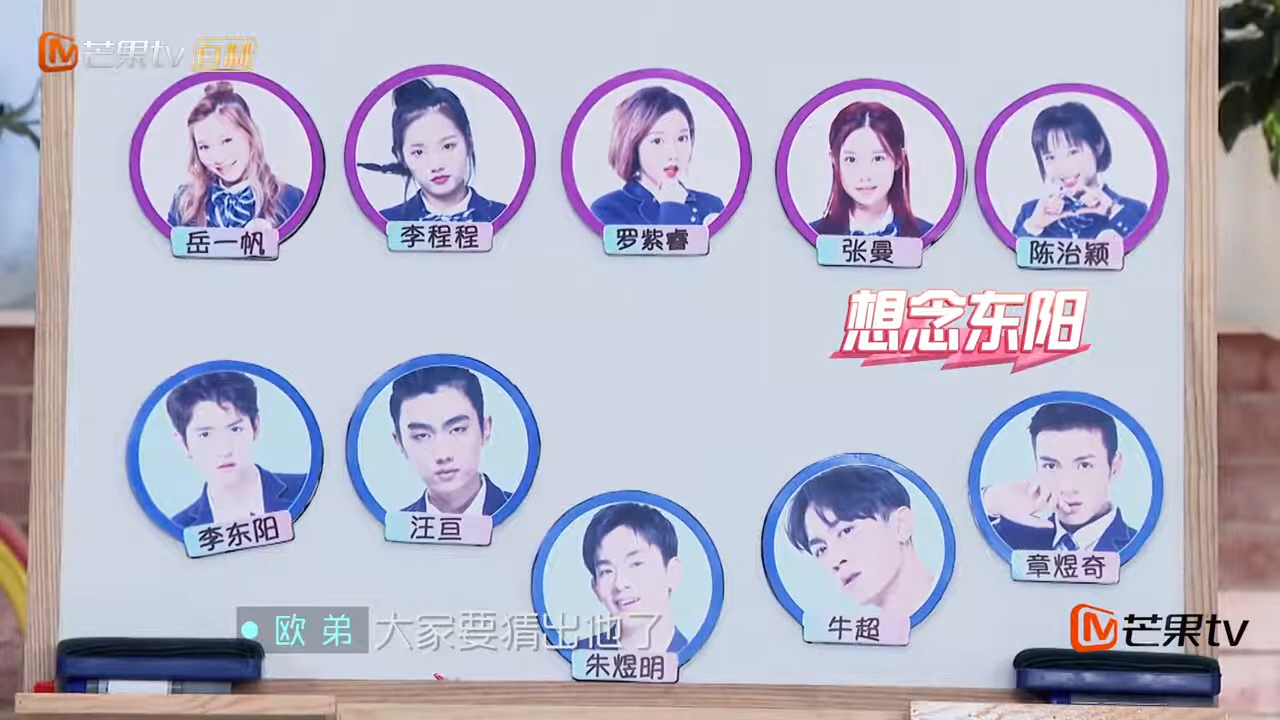 芒果tv 自制
岳一帆
李程程
罗紫睿
张曼
陈治颖
想念东阳
李东阳
汪亘
朱煜明
牛超
章煜奇
欧弟 大家要猜出他了
芒果tv